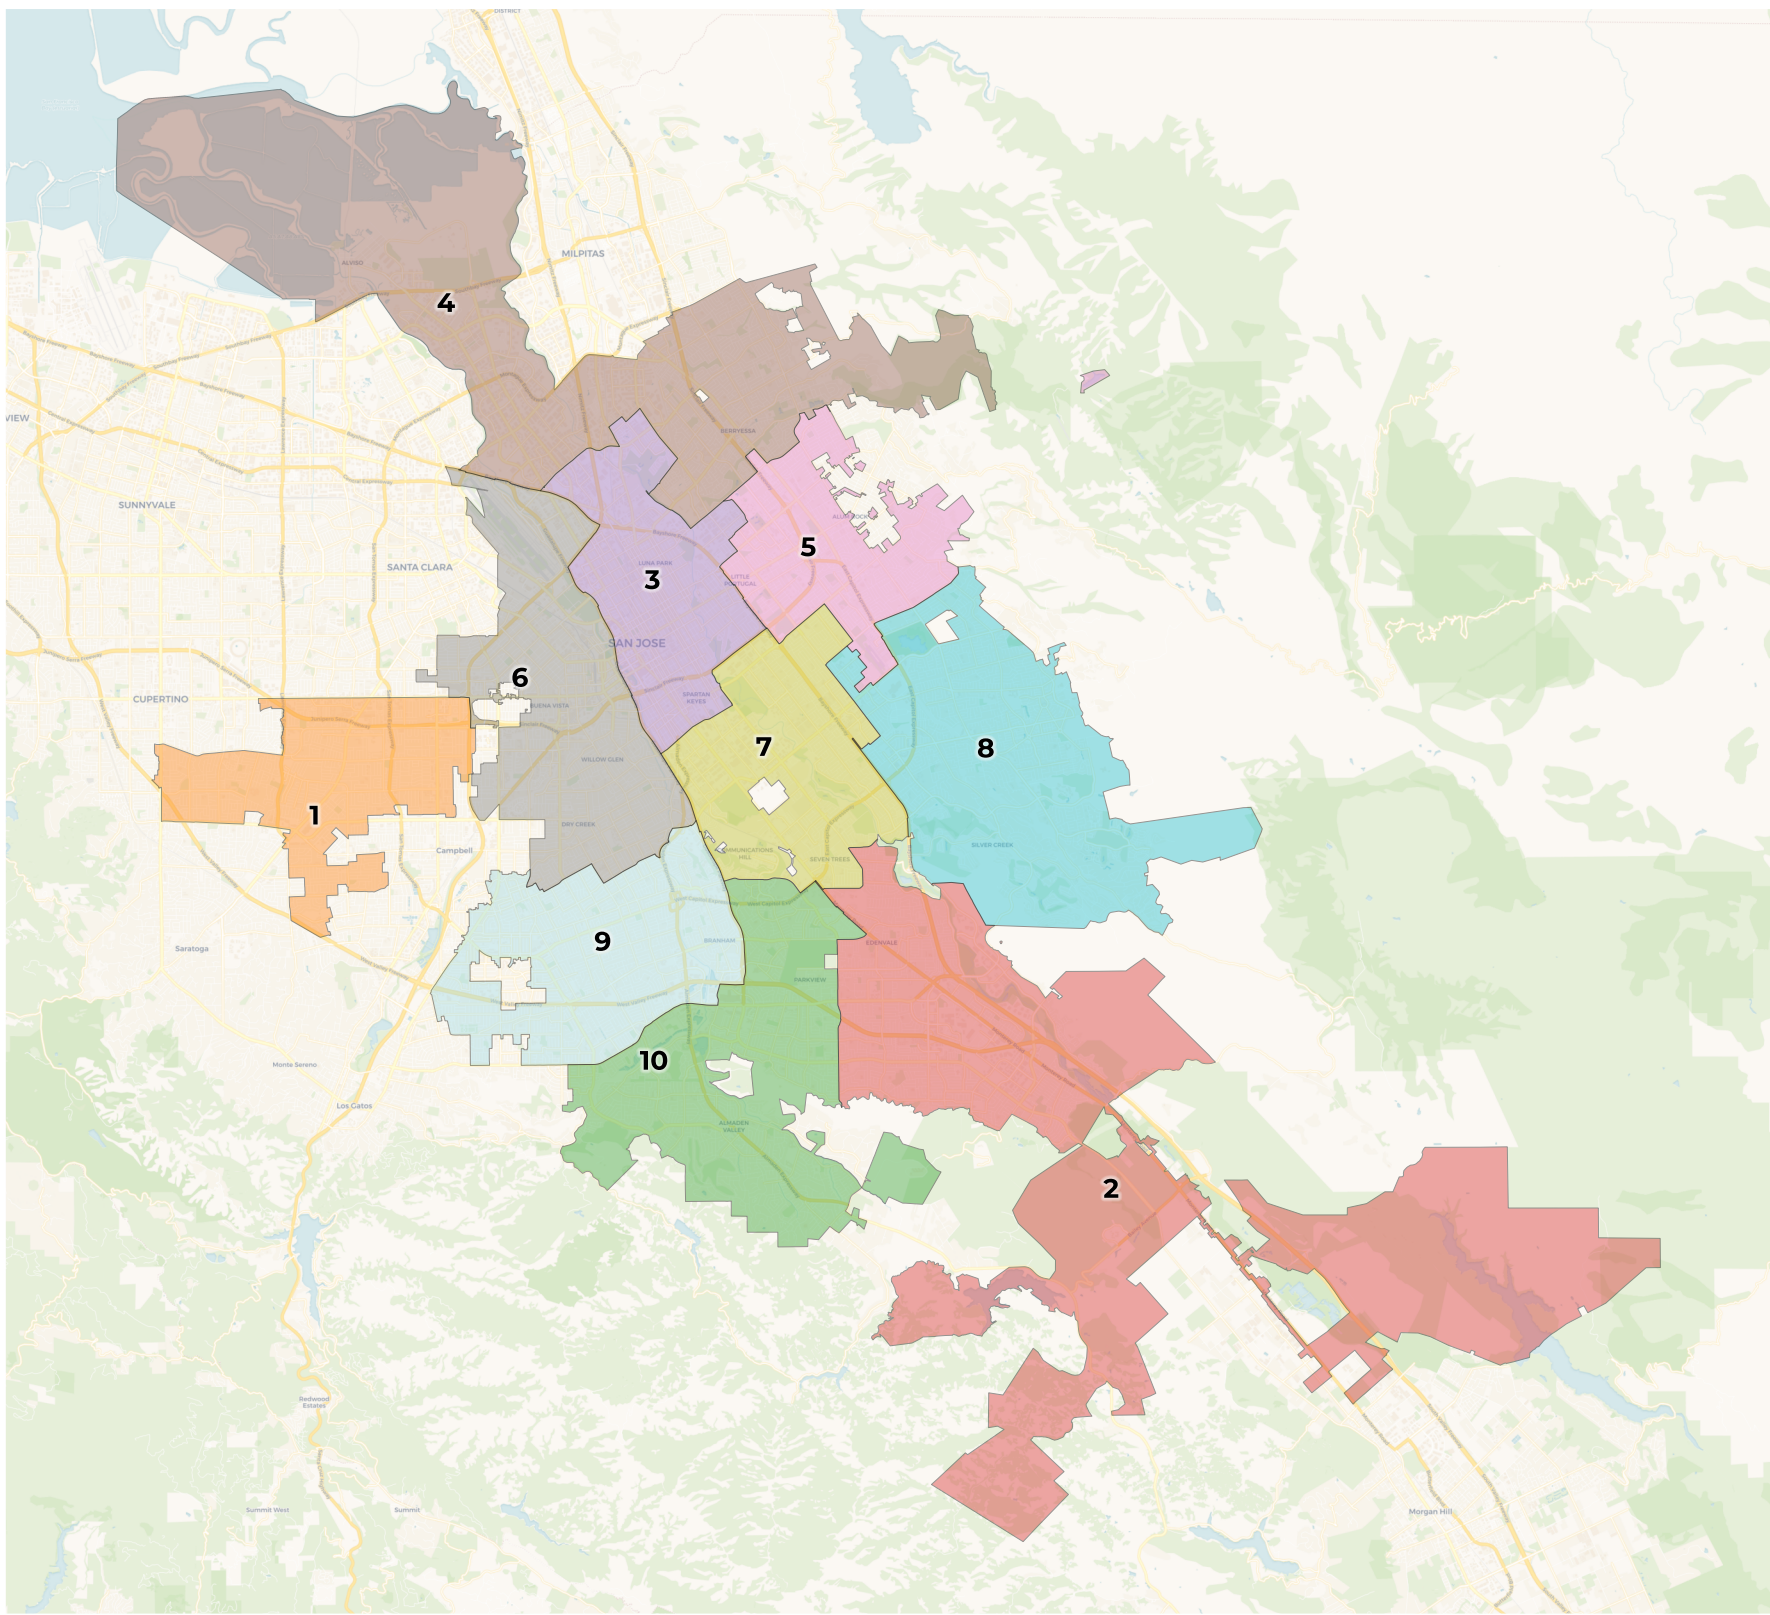 DISTRICT
MILPITAS
ALVISO
4
VIEW
BERRYESSA
SUNNYVALE
ALUM ROCK
5
SANTA CLARA
LUNA PARK
3
LITTLE
PORTUGAL
SAN JOSE
6
CUPERTINO
SPARTAN
KEYES
BUENA VISTA
7
8
WILLOW GLEN
1
DRY CREEK
SILVER CREEK
Campbell
COMMUNICATIONS
HILL
SEVEN TREES
9
BRANHAM
EDENVALE
Saratoga
PARKVIEW
10
Monte Sereno
Los Gatos
ALMADEN
VALLEY
2
Redwood
Estates
Summit West
Summit
Morgan Hill